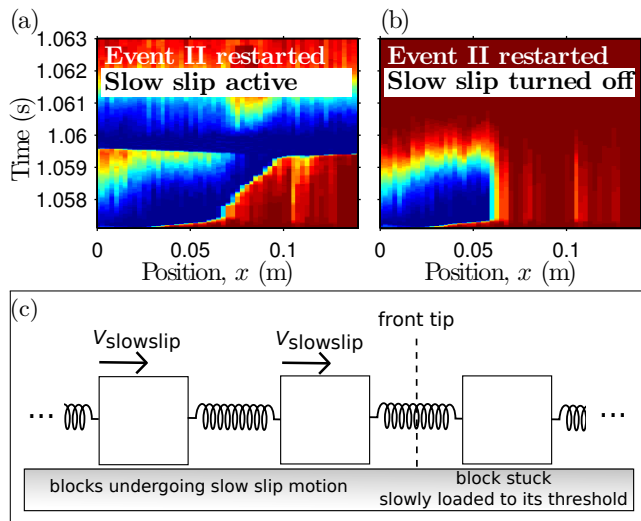 (a)
(b)
Event II restarted
Slow slip active
Event II restarted
Slow slip turned off
1.063
1.062
1.061
1.06
1.059
1.058
Time (s)
0
0.05
0.1
0
0.05
0.1
Position, x (m)
Position, x (m)
(c)
front tip
Vslowslip
Vslowslip
...
...
blocks undergoing slow slip motion
block stuck
slowly loaded to its threshold